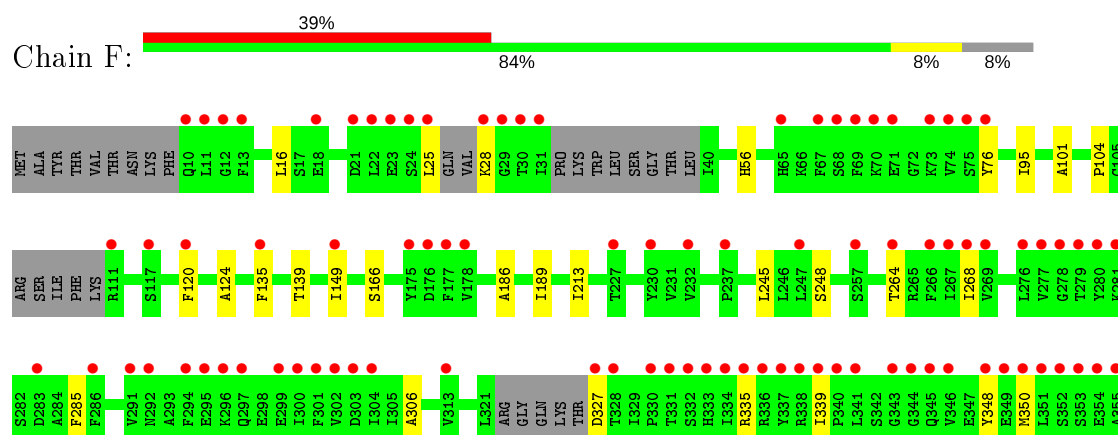 39%
Chain F:
84% 8% 8%
MET ALA TYR THR THR VAL THR ASN LYS PHE Q10 L11 G12 F13 L16 S17 E18 D21 L22 E23 S24 L25 GLN VAL K28 G29 T30 I31 PRO LYS TRP LEU SER GLY THR LEU I40 H56 H65 K66 F67 S68 F69 K70 E71 G72 K73 V74 S75 Y76 I95 A101 P104 G105
ARG SER ILE PHE LYS R111 S117 F120 A124 F135 T139 I149 S166 Y175 D176 F177 V178 A186 I189 I213 T227 Y230 V231 V232 P237 L245 L246 L247 S248 S257 T264 R265 F266 I267 I268 V269 L276 V277 G278 T279 Y280 K281
S282 D283 A284 F285 F286 V291 N292 A293 F294 E295 K296 Q297 E298 E299 I300 F301 V302 D303 I304 I305 A306 V313 L321 ARG GLY GLN LYS THR D327 T328 I329 P330 T331 S332 H333 I334 R335 R336 Y337 R338 I339 P340 L341 S342 G343 G344 Q345 V346 E347 Y348 E349 M350 L351 S352 S353 E354 L355